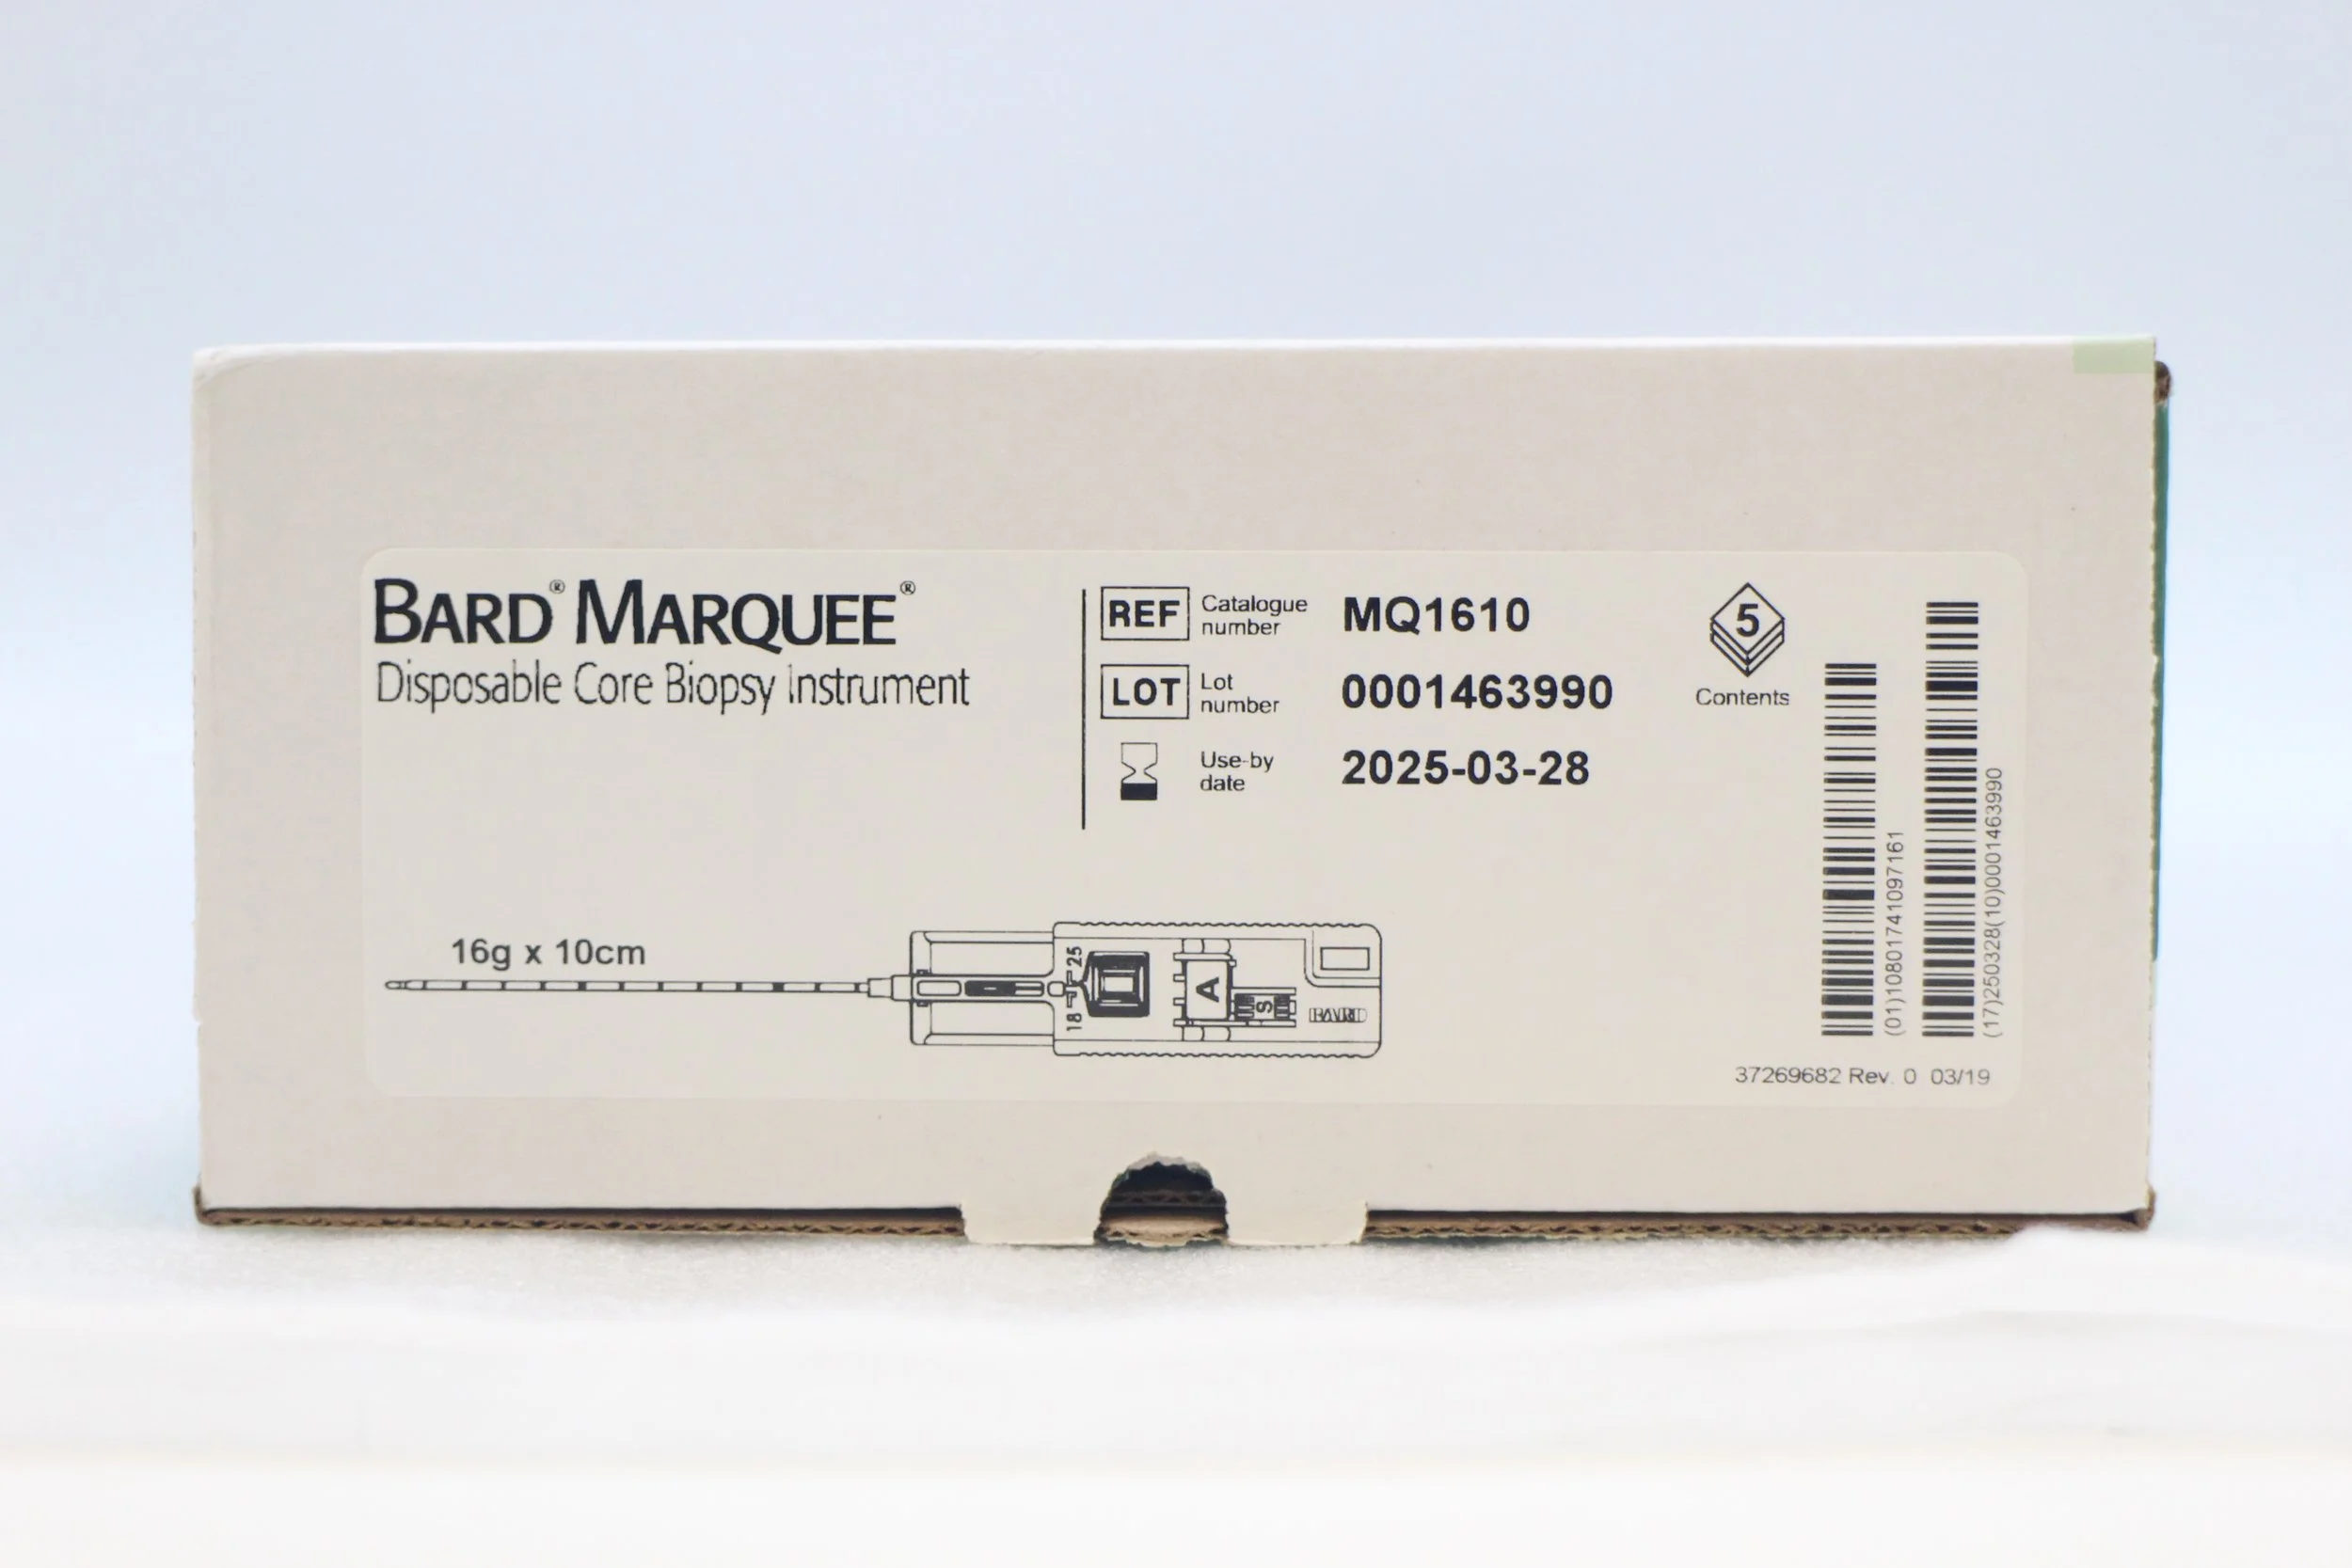 BARD® MARQUEE®
Disposable Core Biopsy Instrument
REF Catalogue number MQ1610
LOT Lot number 0001463990
Use-by date 2025-03-28
5
Contents
16g x 10cm
18 25
A
S
BARD
(01)10801741097161
(17)250328(10)0001463990
37269682 Rev. 0 03/19